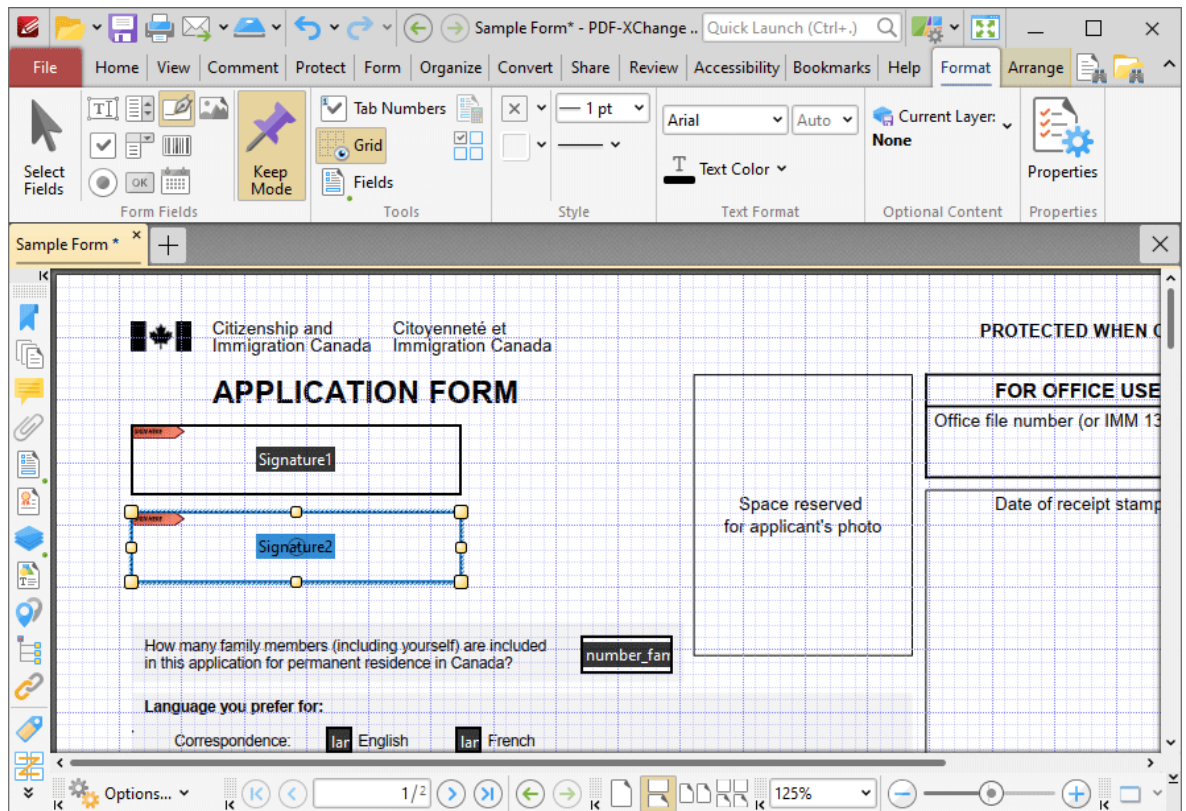 Sample Form* - PDF-XChange ..
Quick Launch (Ctrl+.)
File Home View Comment Protect Form Organize Convert Share Review Accessibility Bookmarks Help Format Arrange
Select Fields
OK
Keep Mode
Tab Numbers
Grid
Fields
1 pt
Arial
Auto
T Text Color
Current Layer:
None
Properties
Form Fields Tools Style Text Format Optional Content Properties
Sample Form *
Citizenship and
Immigration Canada
Citoyenneté et
Immigration Canada
PROTECTED WHEN
APPLICATION FORM
FOR OFFICE USE
Office file number (or IMM 13
Signature1
Space reserved
for applicant's photo
Date of receipt stamp
Signature2
How many family members (including yourself) are included
in this application for permanent residence in Canada?
number_fam
Language you prefer for:
Correspondence: lar English lar French
Options...
1/2
125%